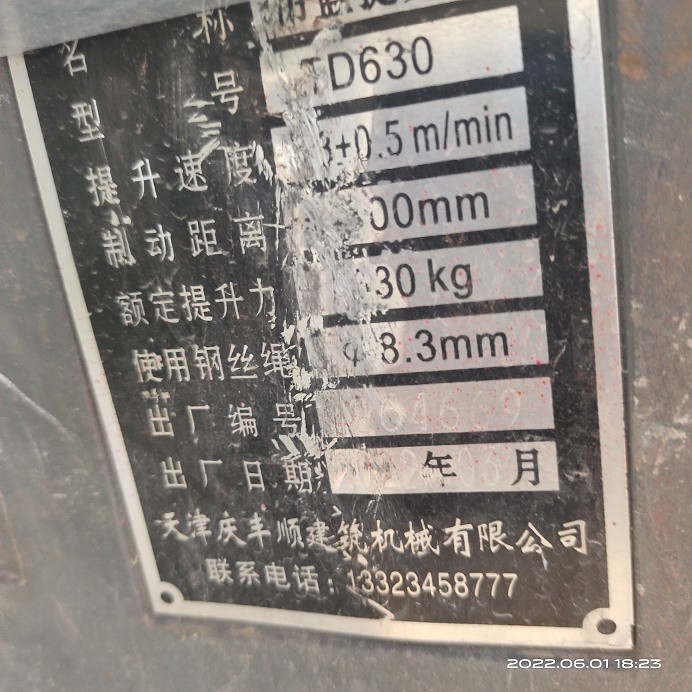 名 称
型 号 TD630
提升速度 8±0.5 m/min
制动距离 00mm
额定提升力 30 kg
使用钢丝绳 φ8.3mm
出厂编号
出厂日期 年 月
天津庆丰顺建筑机械有限公司
联系电话：13323458777
2022.06.01 18:23